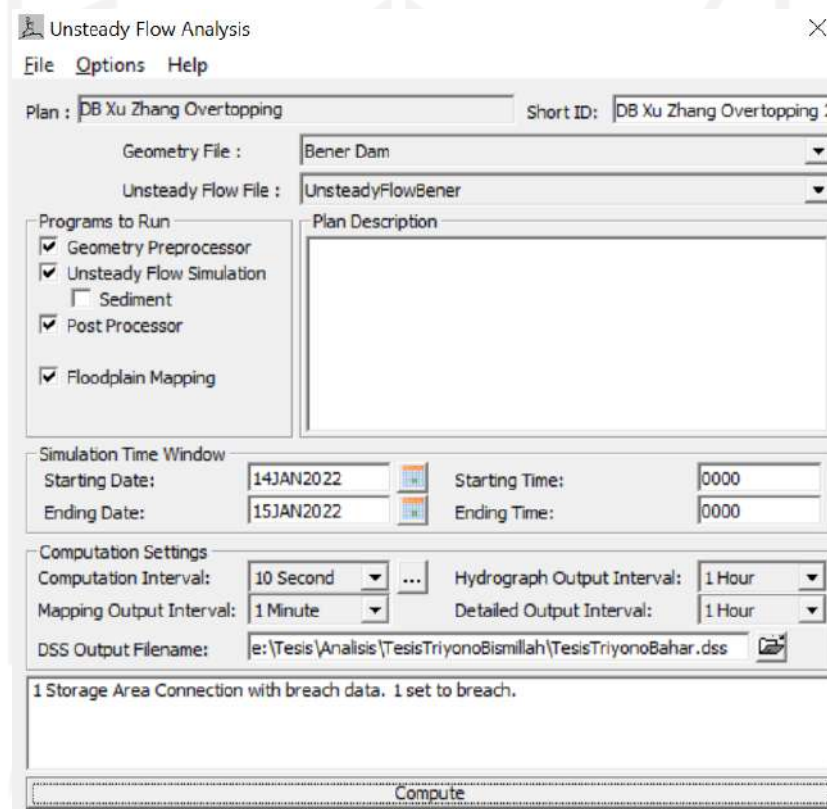 Unsteady Flow Analysis
File Options Help
Plan : DB Xu Zhang Overtopping Short ID: DB Xu Zhang Overtopping
Geometry File : Bener Dam
Unsteady Flow File : UnsteadyFlowBener
Programs to Run Plan Description
Geometry Preprocessor
Unsteady Flow Simulation
Sediment
Post Processor
Floodplain Mapping
Simulation Time Window
Starting Date: 14JAN2022 Starting Time: 0000
Ending Date: 15JAN2022 Ending Time: 0000
Computation Settings
Computation Interval: 10 Second ... Hydrograph Output Interval: 1 Hour
Mapping Output Interval: 1 Minute Detailed Output Interval: 1 Hour
DSS Output Filename: e:\Tesis\Analisis\TesisTriyonoBismillah\TesisTriyonoBahar.dss
1 Storage Area Connection with breach data. 1 set to breach.
Compute